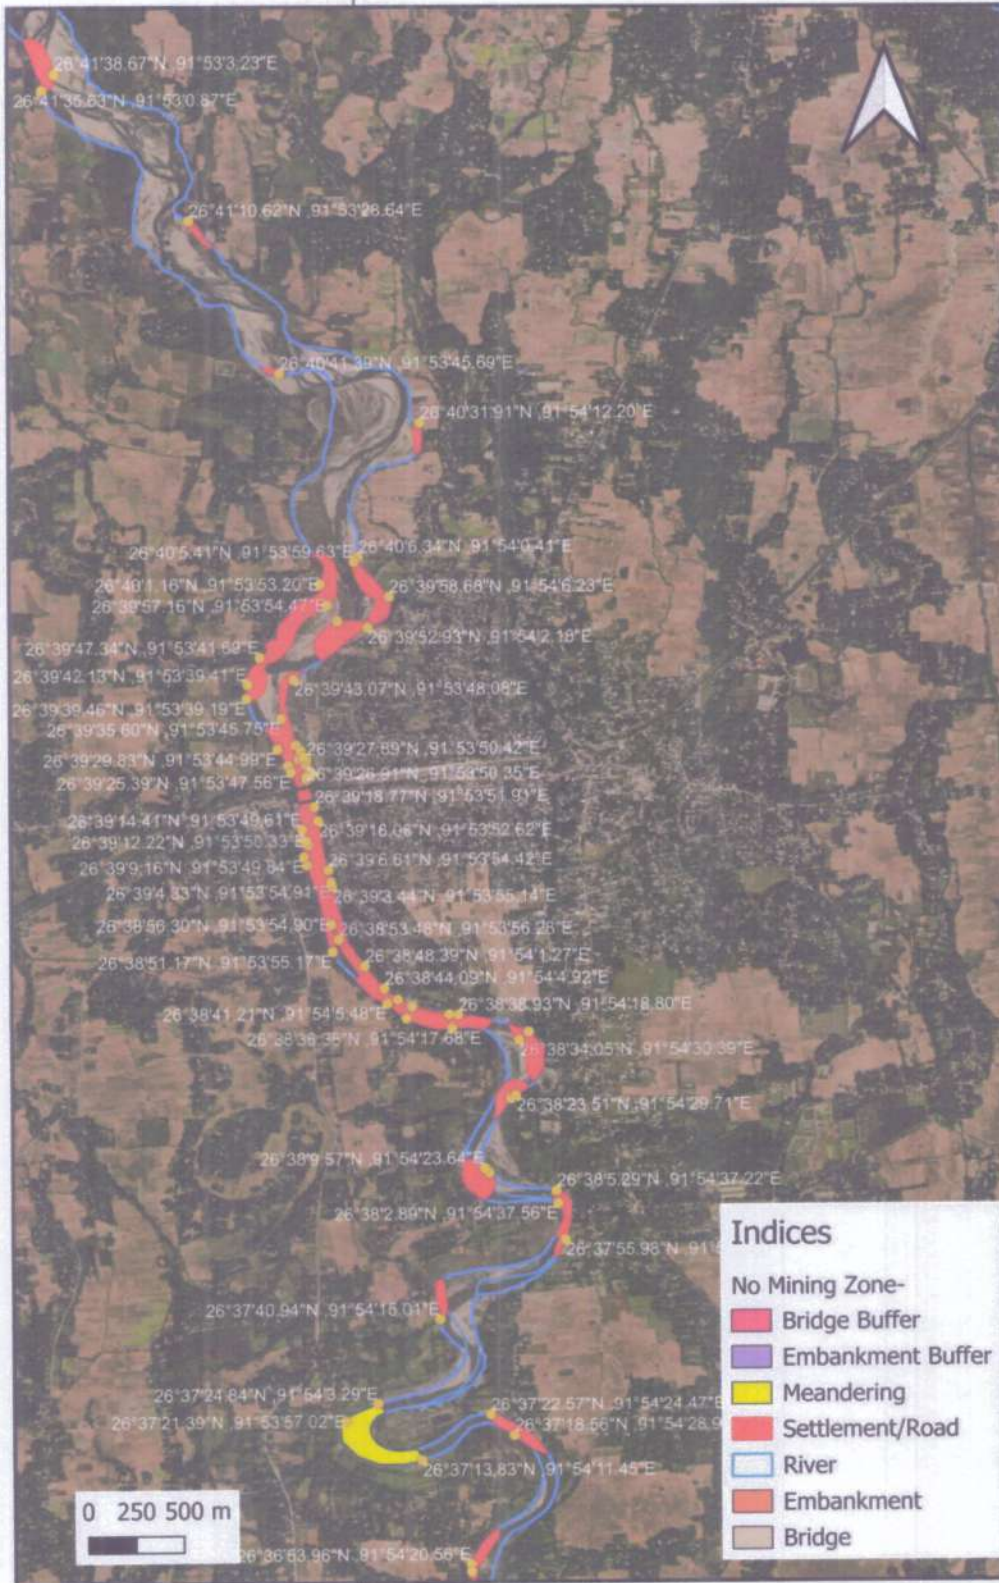 26°41'38.67"N ,91°53'3.23"E
26°41'35.63"N ,91°53'0.87"E
26°41'10.62"N ,91°53'28.64"E
26°40'41.39"N ,91°53'45.69"E
26°40'31.91"N ,91°54'12.20"E
26°40'5.41"N ,91°53'59.63"E
26°40'6.34"N ,91°54'0.41"E
26°40'1.16"N ,91°53'53.20"E
26°39'58.68"N ,91°54'6.23"E
26°39'57.16"N ,91°53'54.47"E
26°39'52.93"N ,91°54'2.18"E
26°39'47.34"N ,91°53'41.69"E
26°39'42.13"N ,91°53'39.41"E
26°39'43.07"N ,91°53'48.08"E
26°39'39.46"N ,91°53'39.19"E
26°39'35.60"N ,91°53'45.75"E
26°39'27.89"N ,91°53'50.42"E
26°39'29.83"N ,91°53'44.99"E
26°39'26.91"N ,91°53'50.35"E
26°39'25.39"N ,91°53'47.56"E
26°39'18.77"N ,91°53'51.91"E
26°39'14.41"N ,91°53'49.61"E
26°39'16.06"N ,91°53'52.62"E
26°39'12.22"N ,91°53'50.33"E
26°39'6.61"N ,91°53'54.42"E
26°39'9.16"N ,91°53'49.84"E
26°39'4.33"N ,91°53'54.91"E
26°39'3.44"N ,91°53'55.14"E
26°38'56.30"N ,91°53'54.90"E
26°38'53.48"N ,91°53'56.28"E
26°38'51.17"N ,91°53'55.17"E
26°38'48.39"N ,91°54'1.27"E
26°38'44.09"N ,91°54'4.92"E
26°38'38.93"N ,91°54'18.80"E
26°38'41.21"N ,91°54'5.48"E
26°38'36.36"N ,91°54'17.68"E
26°38'34.05"N ,91°54'30.39"E
26°38'23.51"N ,91°54'29.71"E
26°38'9.57"N ,91°54'23.64"E
26°38'5.29"N ,91°54'37.22"E
26°38'2.89"N ,91°54'37.56"E
26°37'55.98"N
26°37'40.94"N ,91°54'15.01"E
26°37'24.84"N ,91°54'3.29"E
26°37'22.57"N ,91°54'24.47"E
26°37'21.39"N ,91°53'57.02"E
26°37'18.56"N ,91°54'28.9
26°37'13.83"N ,91°54'11.45"E
26°36'53.96"N ,91°54'20.56"E
0 250 500 m
Indices
No Mining Zone-
Bridge Buffer
Embankment Buffer
Meandering
Settlement/Road
River
Embankment
Bridge